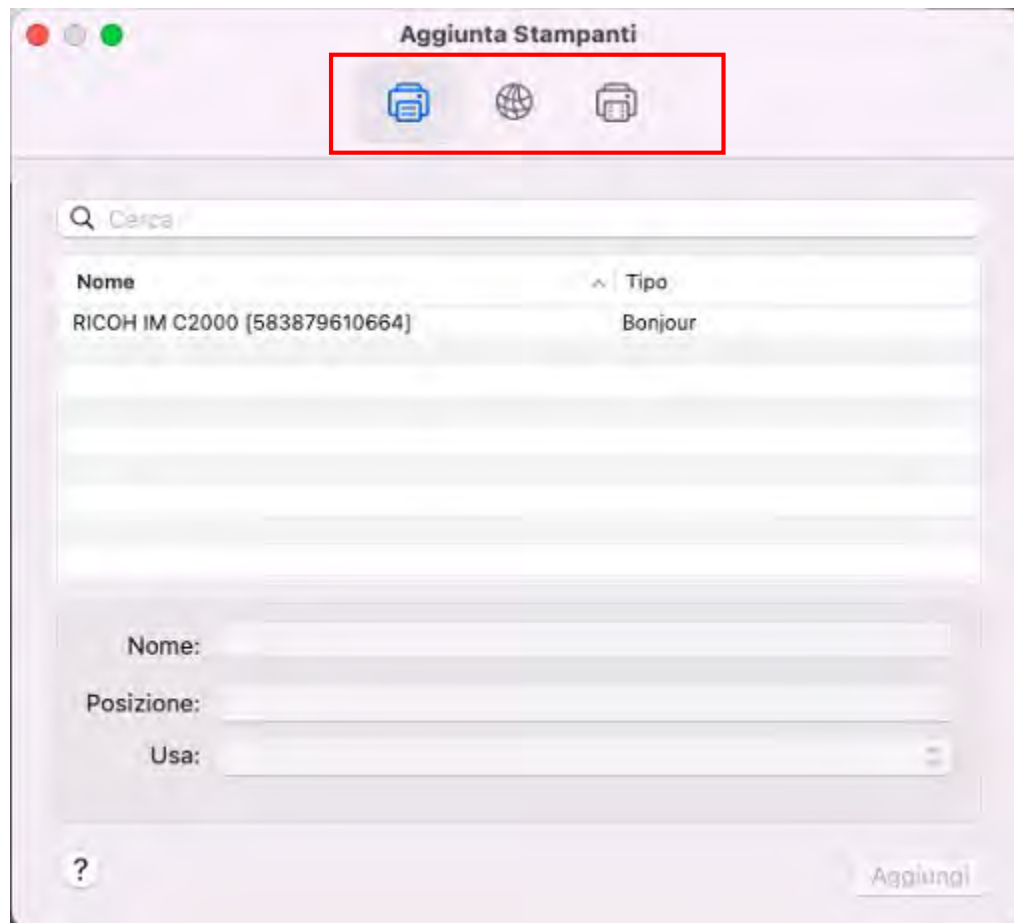 Aggiunta Stampanti
Cerca
Nome Tipo
RICOH IM C2000 [583879610664] Bonjour
Nome:
Posizione:
Usa:
? Aggiungi